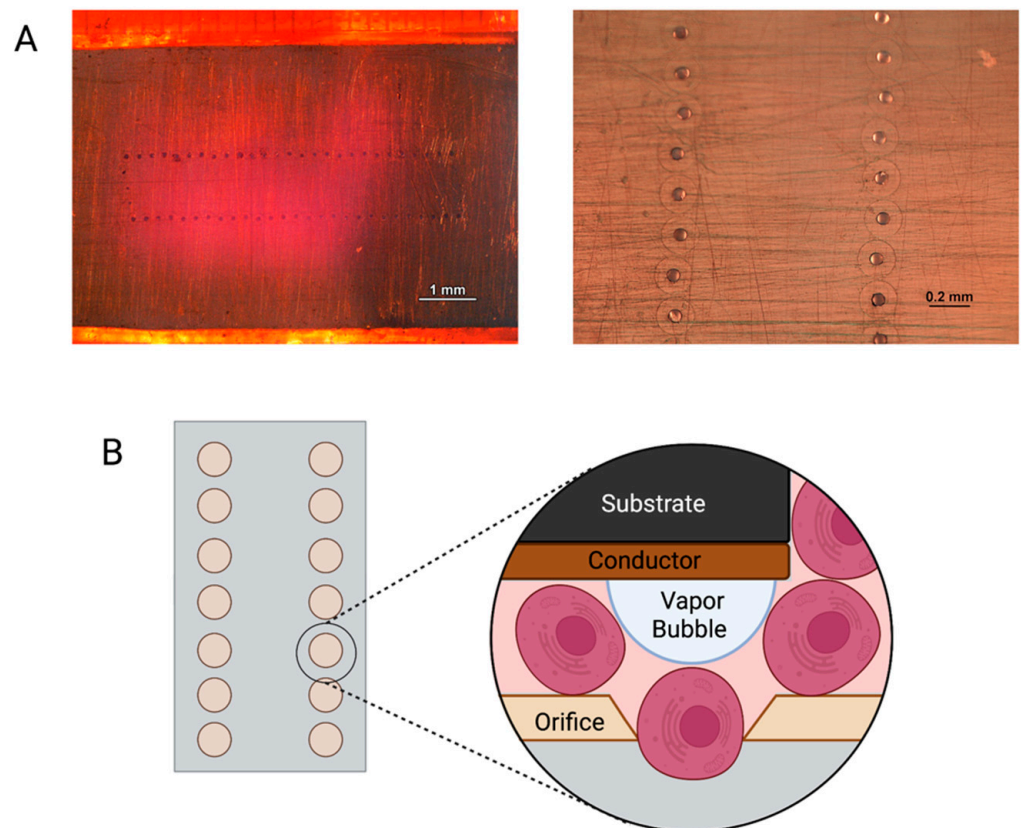 A
1 mm
0.2 mm
B
Substrate
Conductor
Vapor
Bubble
Orifice